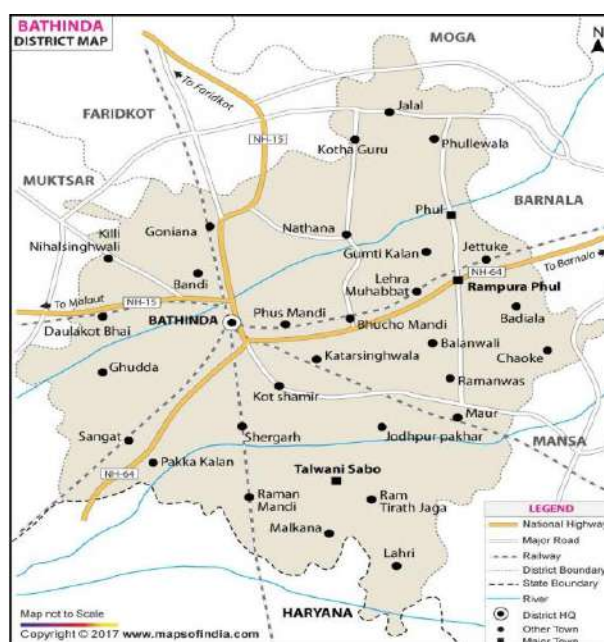 BATHINDA
DISTRICT MAP
N
MOGA
To Faridkot
FARIDKOT
NH-15
Jalal
Kotha Guru
Phullewala
MUKTSAR
BARNALA
Phul
Goniana
Nathana
Killi
Nihalsinghwali
Gumti Kalan
Jettuke
NH-64
To Barnala
Bandi
Lehra
Muhabbat
Rampura Phul
To Malaut
NH-15
Phus Mandi
Badiala
BATHINDA
Bhucho Mandi
Daulakot Bhai
Balanwali
Chaoke
Katarsinghwala
Ghudda
Ramanwas
Kot shamir
Maur
Sangat
Shergarh
Jodhpur pakhar
MANSA
Pakka Kalan
Talwani Sabo
NH-64
Raman
Mandi
Ram
Tirath Jaga
Malkana
Lahri
HARYANA
LEGEND
National Highway
Major Road
Railway
District Boundary
State Boundary
River
District HQ
Other Town
Major Town
Map not to Scale
Copyright © 2017 www.mapsofindia.com